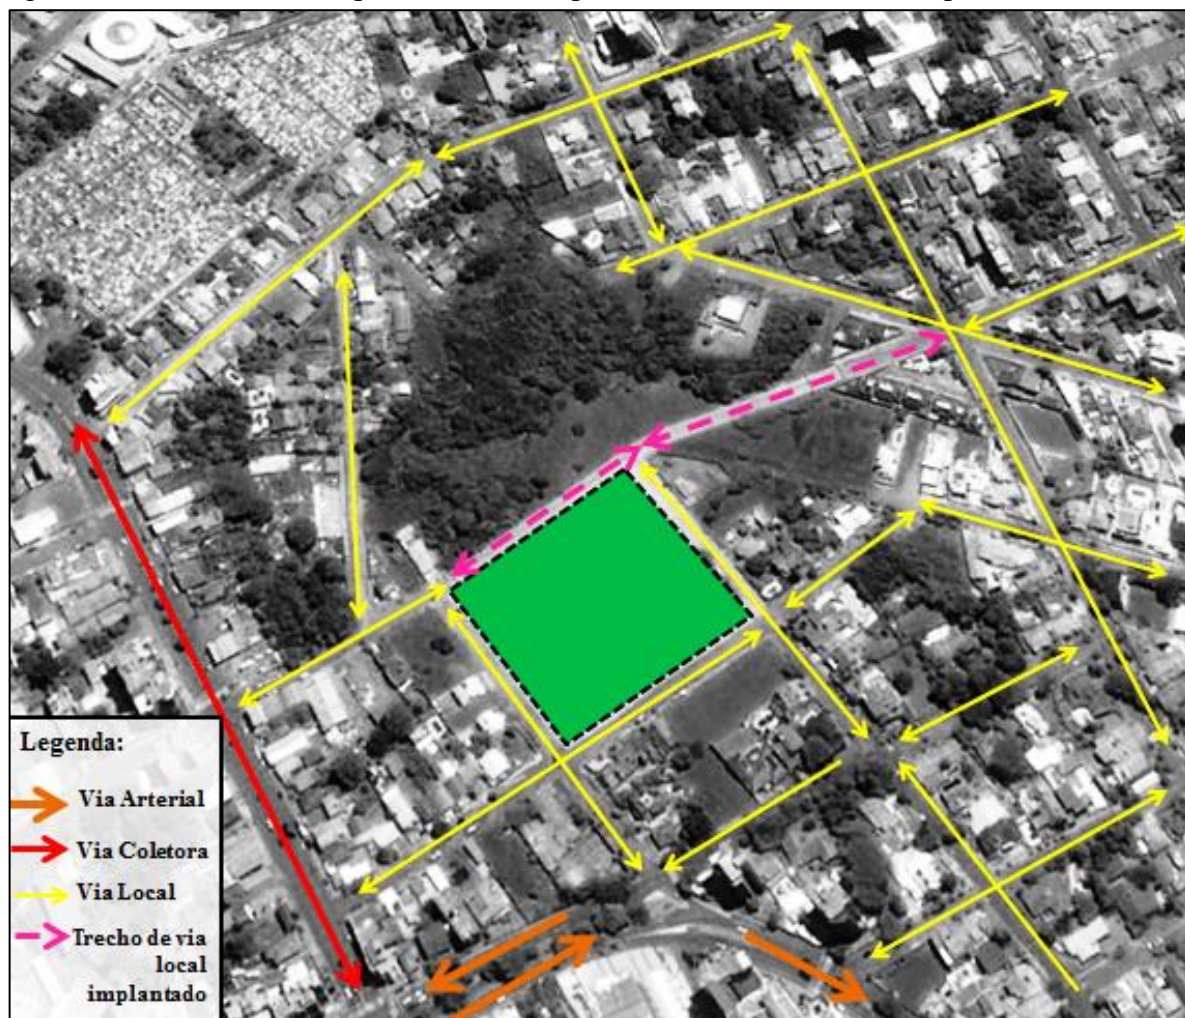 Legenda:
Via Arterial
Via Coletora
Via Local
Trecho de via
local
implantado